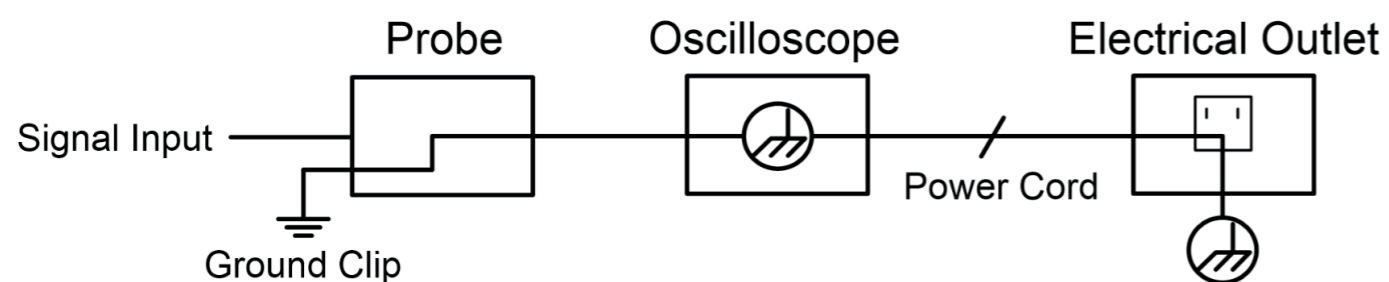 Probe
Oscilloscope
Electrical Outlet
Signal Input
Power Cord
Ground Clip